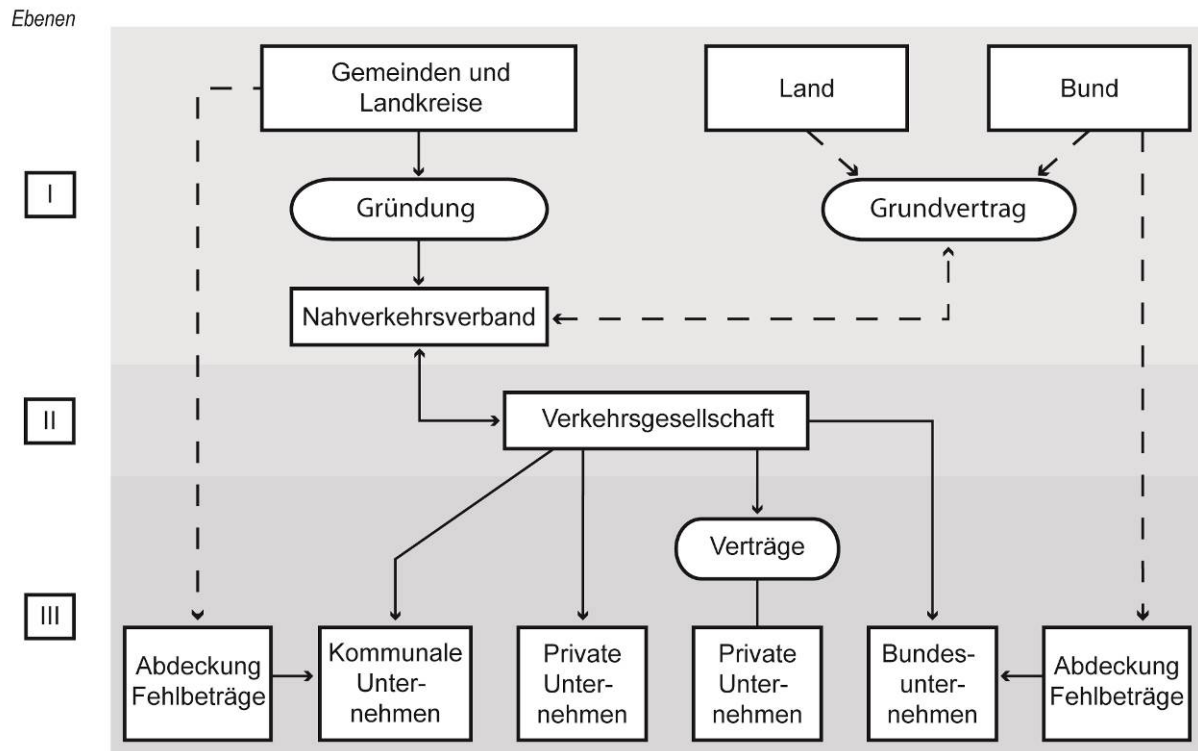 Ebenen
Gemeinden und
Landkreise
Land
Bund
I
Gründung
Grundvertrag
Nahverkehrsverband
II
Verkehrsgesellschaft
Verträge
III
Abdeckung
Fehlbeträge
Kommunale
Unter-
nehmen
Private
Unter-
nehmen
Private
Unter-
nehmen
Bundes-
unter-
nehmen
Abdeckung
Fehlbeträge